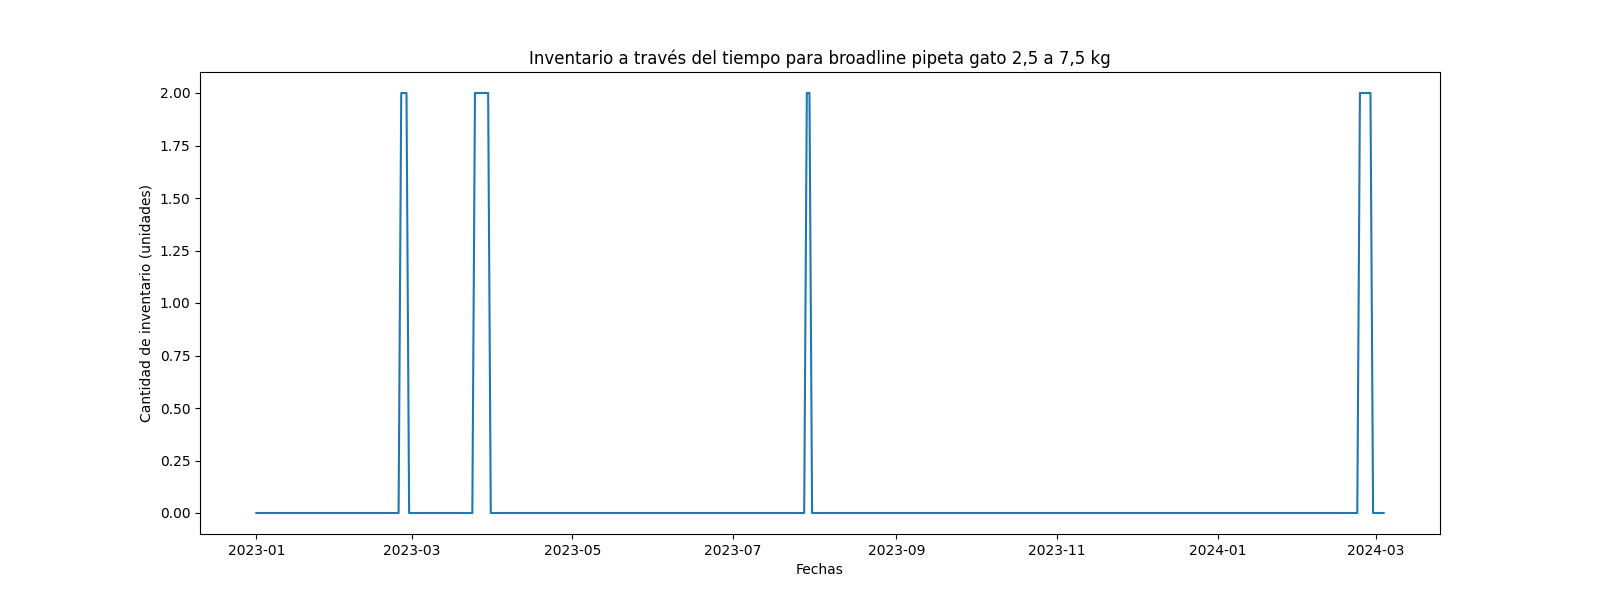 Inventario a través del tiempo para broadline pipeta gato 2,5 a 7,5 kg
Cantidad de inventario (unidades)
2.00
1.75
1.50
1.25
1.00
0.75
0.50
0.25
0.00
2023-01 2023-03 2023-05 2023-07 2023-09 2023-11 2024-01 2024-03
Fechas